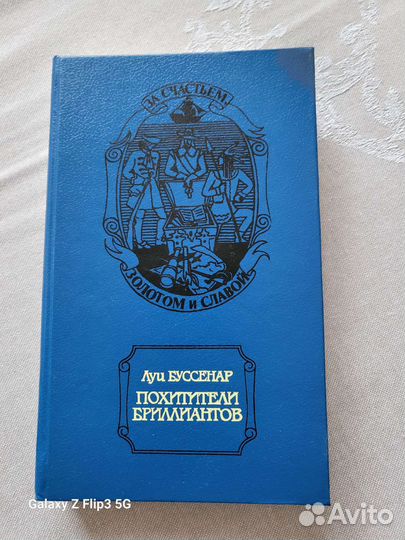 ЗА СЧАСТЬЕМ,
ЗОЛОТОМ И СЛАВОЙ
Луи БУССЕНАР
ПОХИТИТЕЛИ
БРИЛЛИАНТОВ
Galaxy Z Flip3 5G
Avito